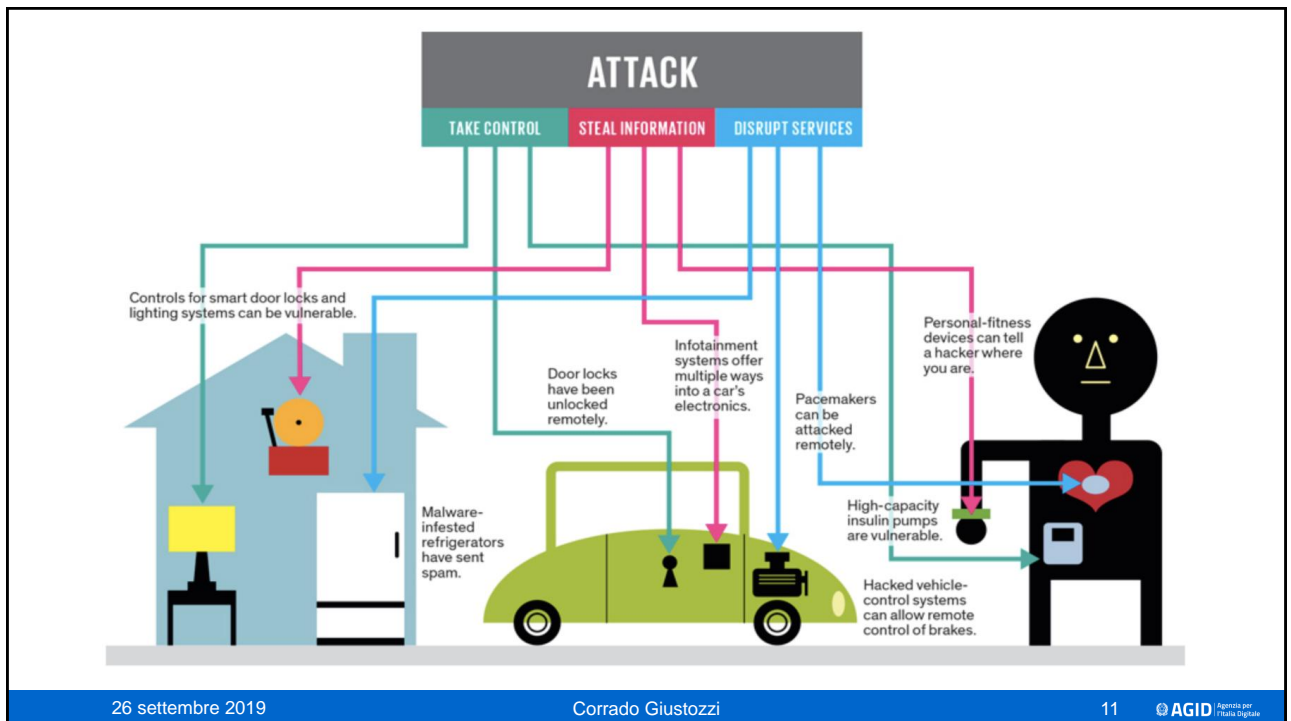 ATTACK
TAKE CONTROL
STEAL INFORMATION
DISRUPT SERVICES
Controls for smart door locks and
lighting systems can be vulnerable.
Door locks
have been
unlocked
remotely.
Infotainment
systems offer
multiple ways
into a car's
electronics.
Pacemakers
can be
attacked
remotely.
Personal-fitness
devices can tell
a hacker where
you are.
Malware-
infested
refrigerators
have sent
spam.
High-capacity
insulin pumps
are vulnerable.
Hacked vehicle-
control systems
can allow remote
control of brakes.
26 settembre 2019
Corrado Giustozzi
11
AGID
Agenzia per
l'Italia Digitale